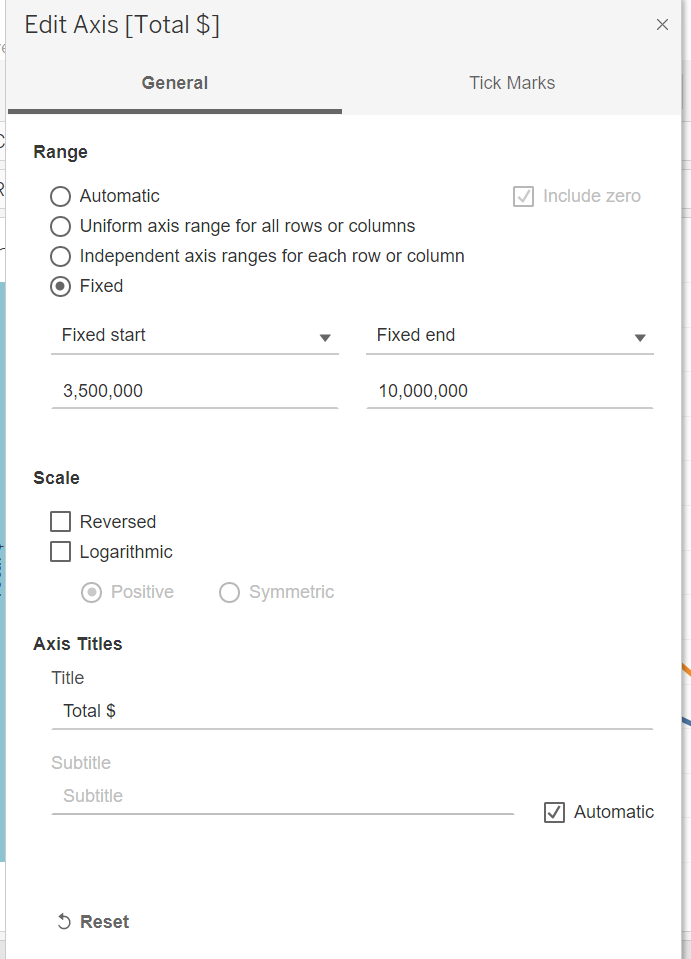 Edit Axis [Total $]
General Tick Marks
Range
Automatic Include zero
Uniform axis range for all rows or columns
Independent axis ranges for each row or column
Fixed
Fixed start Fixed end
3,500,000 10,000,000
Scale
Reversed
Logarithmic
Positive Symmetric
Axis Titles
Title
Total $
Subtitle
Subtitle
Automatic
Reset